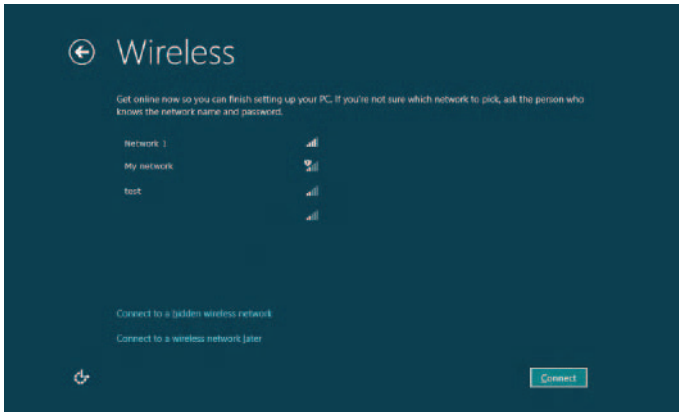 Wireless
Get online now so you can finish setting up your PC. If you're not sure which network to pick, ask the person who
knows the network name and password.
Network 1
My network
test
Connect to a hidden wireless network
Connect to a wireless network later
Connect